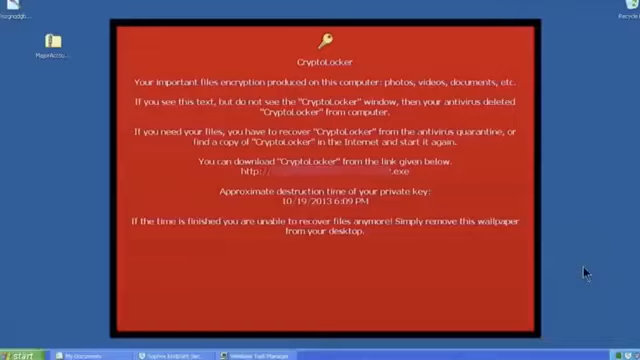 Recycle
CryptoLocker
Your important files encryption produced on this computer: photos, videos, documents, etc.
If you see this text, but do not see the "CryptoLocker" window, then your antivirus deleted
"CryptoLocker" from computer.
If you need your files, you have to recover "CryptoLocker" from the antivirus quarantine, or
find a copy of "CryptoLocker" in the Internet and start it again.
You can download "CryptoLocker" from the link given below.
http://
.exe
Approximate destruction time of your private key:
10/19/2013 6:09 PM
If the time is finished you are unable to recover files anymore! Simply remove this wallpaper
from your desktop.
start
My Documents
Windows Task Manager